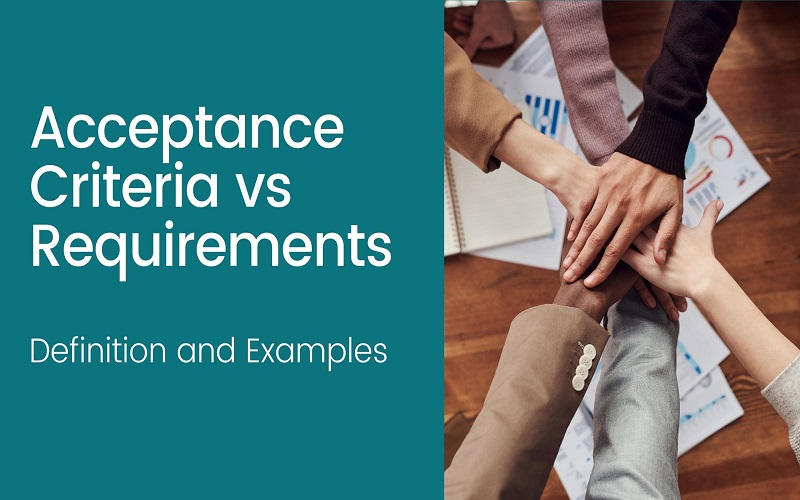 Acceptance
Criteria vs
Requirements
Definition and Examples